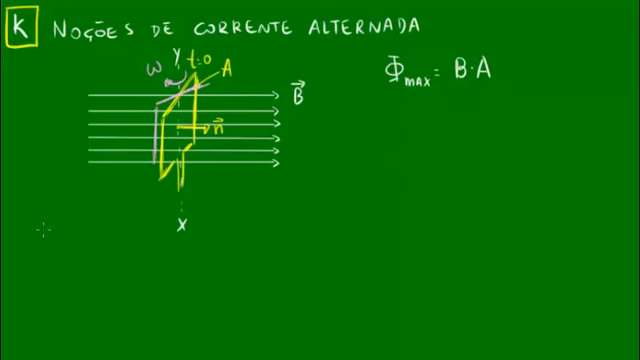 K NOÇÕES DE CORRENTE ALTERNADA
Y t=0
ω
A
ΦMAX = B·A
B⃗
n⃗
X